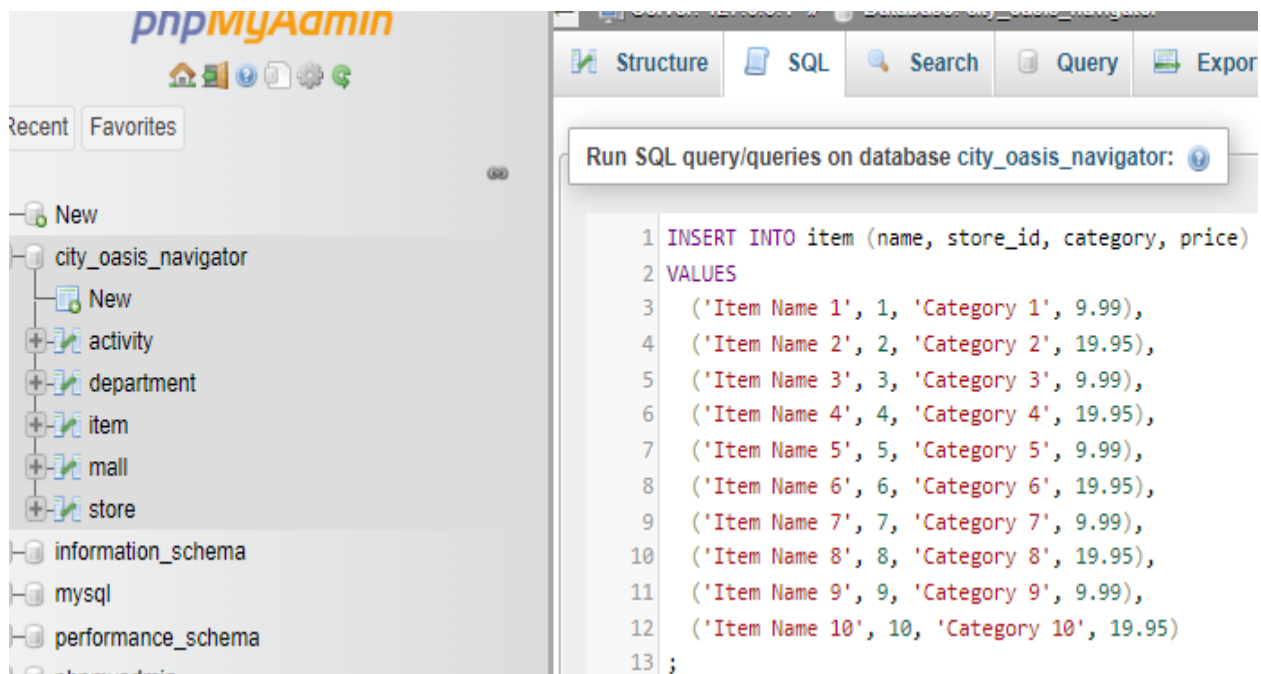 phpMyAdmin
Recent Favorites
New
city_oasis_navigator
New
activity
department
item
mall
store
information_schema
mysql
performance_schema
Structure SQL Search Query Expor
Run SQL query/queries on database city_oasis_navigator:
1 INSERT INTO item (name, store_id, category, price)
2 VALUES
3 ('Item Name 1', 1, 'Category 1', 9.99),
4 ('Item Name 2', 2, 'Category 2', 19.95),
5 ('Item Name 3', 3, 'Category 3', 9.99),
6 ('Item Name 4', 4, 'Category 4', 19.95),
7 ('Item Name 5', 5, 'Category 5', 9.99),
8 ('Item Name 6', 6, 'Category 6', 19.95),
9 ('Item Name 7', 7, 'Category 7', 9.99),
10 ('Item Name 8', 8, 'Category 8', 19.95),
11 ('Item Name 9', 9, 'Category 9', 9.99),
12 ('Item Name 10', 10, 'Category 10', 19.95)
13 ;